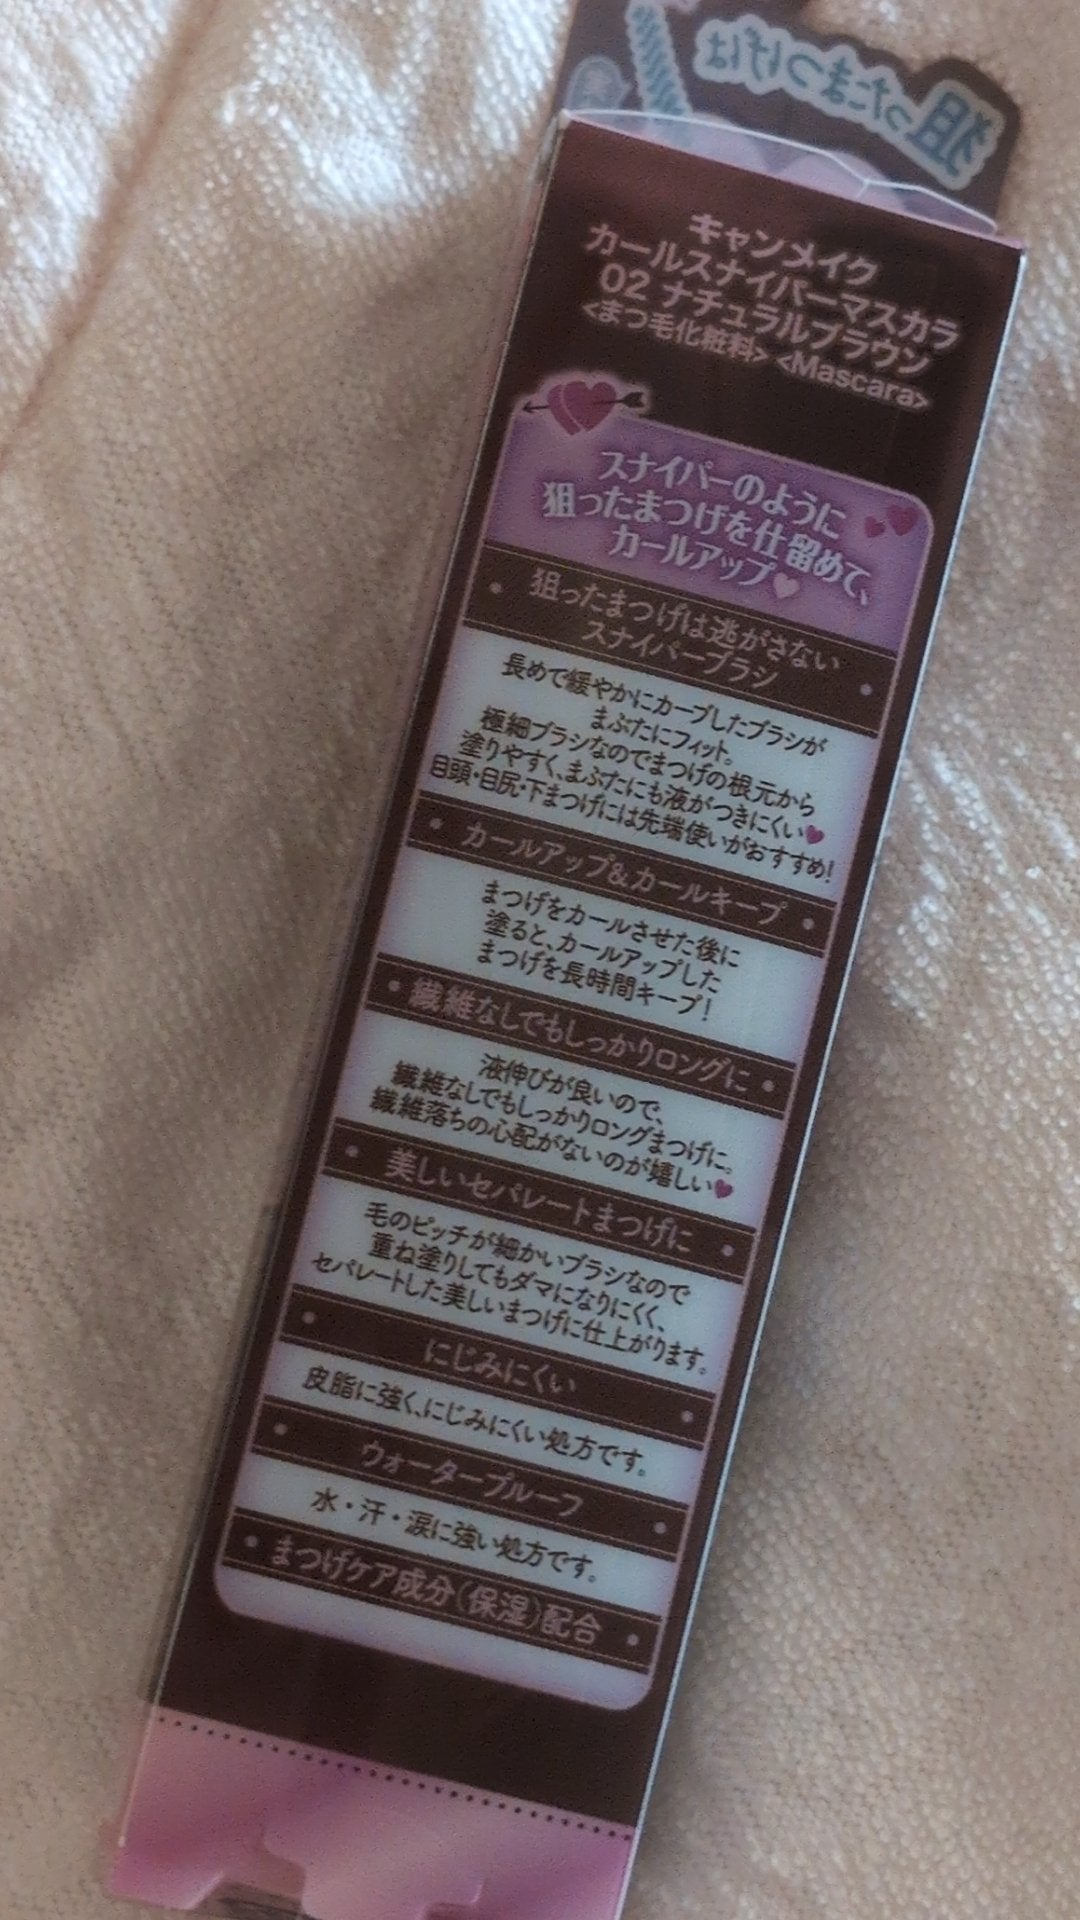 狙ったまつげは
キャンメイク
カールスナイパーマスカラ
02 ナチュラルブラウン
<まつ毛化粧料> <Mascara>
スナイパーのように
狙ったまつげを仕留めて、
カールアップ
狙ったまつげは逃がさない
スナイパーブラシ
長めで緩やかにカーブしたブラシが
まぶたにフィット。
極細ブラシなのでまつげの根元から
塗りやすく、まぶたにも液がつきにくい♥
目頭・目尻・下まつげには先端使いがおすすめ!
カールアップ&カールキープ
まつげをカールさせた後に
塗ると、カールアップした
まつげを長時間キープ!
繊維なしでもしっかりロングに
液伸びが良いので、
繊維なしでもしっかりロングまつげに。
繊維落ちの心配がないのが嬉しい♥
美しいセパレートまつげに
毛のピッチが細かいブラシなので
重ね塗りしてもダマになりにくく、
セパレートした美しいまつげに仕上がります。
にじみにくい
皮脂に強く、にじみにくい処方です。
ウォータープルーフ
水・汗・涙に強い処方です。
まつげケア成分(保湿)配合